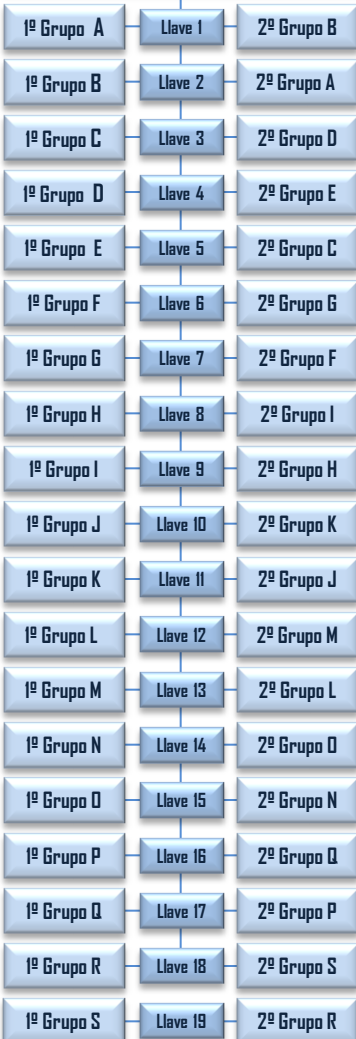 1º Grupo A Llave 1 2º Grupo B
1º Grupo B Llave 2 2º Grupo A
1º Grupo C Llave 3 2º Grupo D
1º Grupo D Llave 4 2º Grupo E
1º Grupo E Llave 5 2º Grupo C
1º Grupo F Llave 6 2º Grupo G
1º Grupo G Llave 7 2º Grupo F
1º Grupo H Llave 8 2º Grupo I
1º Grupo I Llave 9 2º Grupo H
1º Grupo J Llave 10 2º Grupo K
1º Grupo K Llave 11 2º Grupo J
1º Grupo L Llave 12 2º Grupo M
1º Grupo M Llave 13 2º Grupo L
1º Grupo N Llave 14 2º Grupo O
1º Grupo O Llave 15 2º Grupo N
1º Grupo P Llave 16 2º Grupo Q
1º Grupo Q Llave 17 2º Grupo P
1º Grupo R Llave 18 2º Grupo S
1º Grupo S Llave 19 2º Grupo R